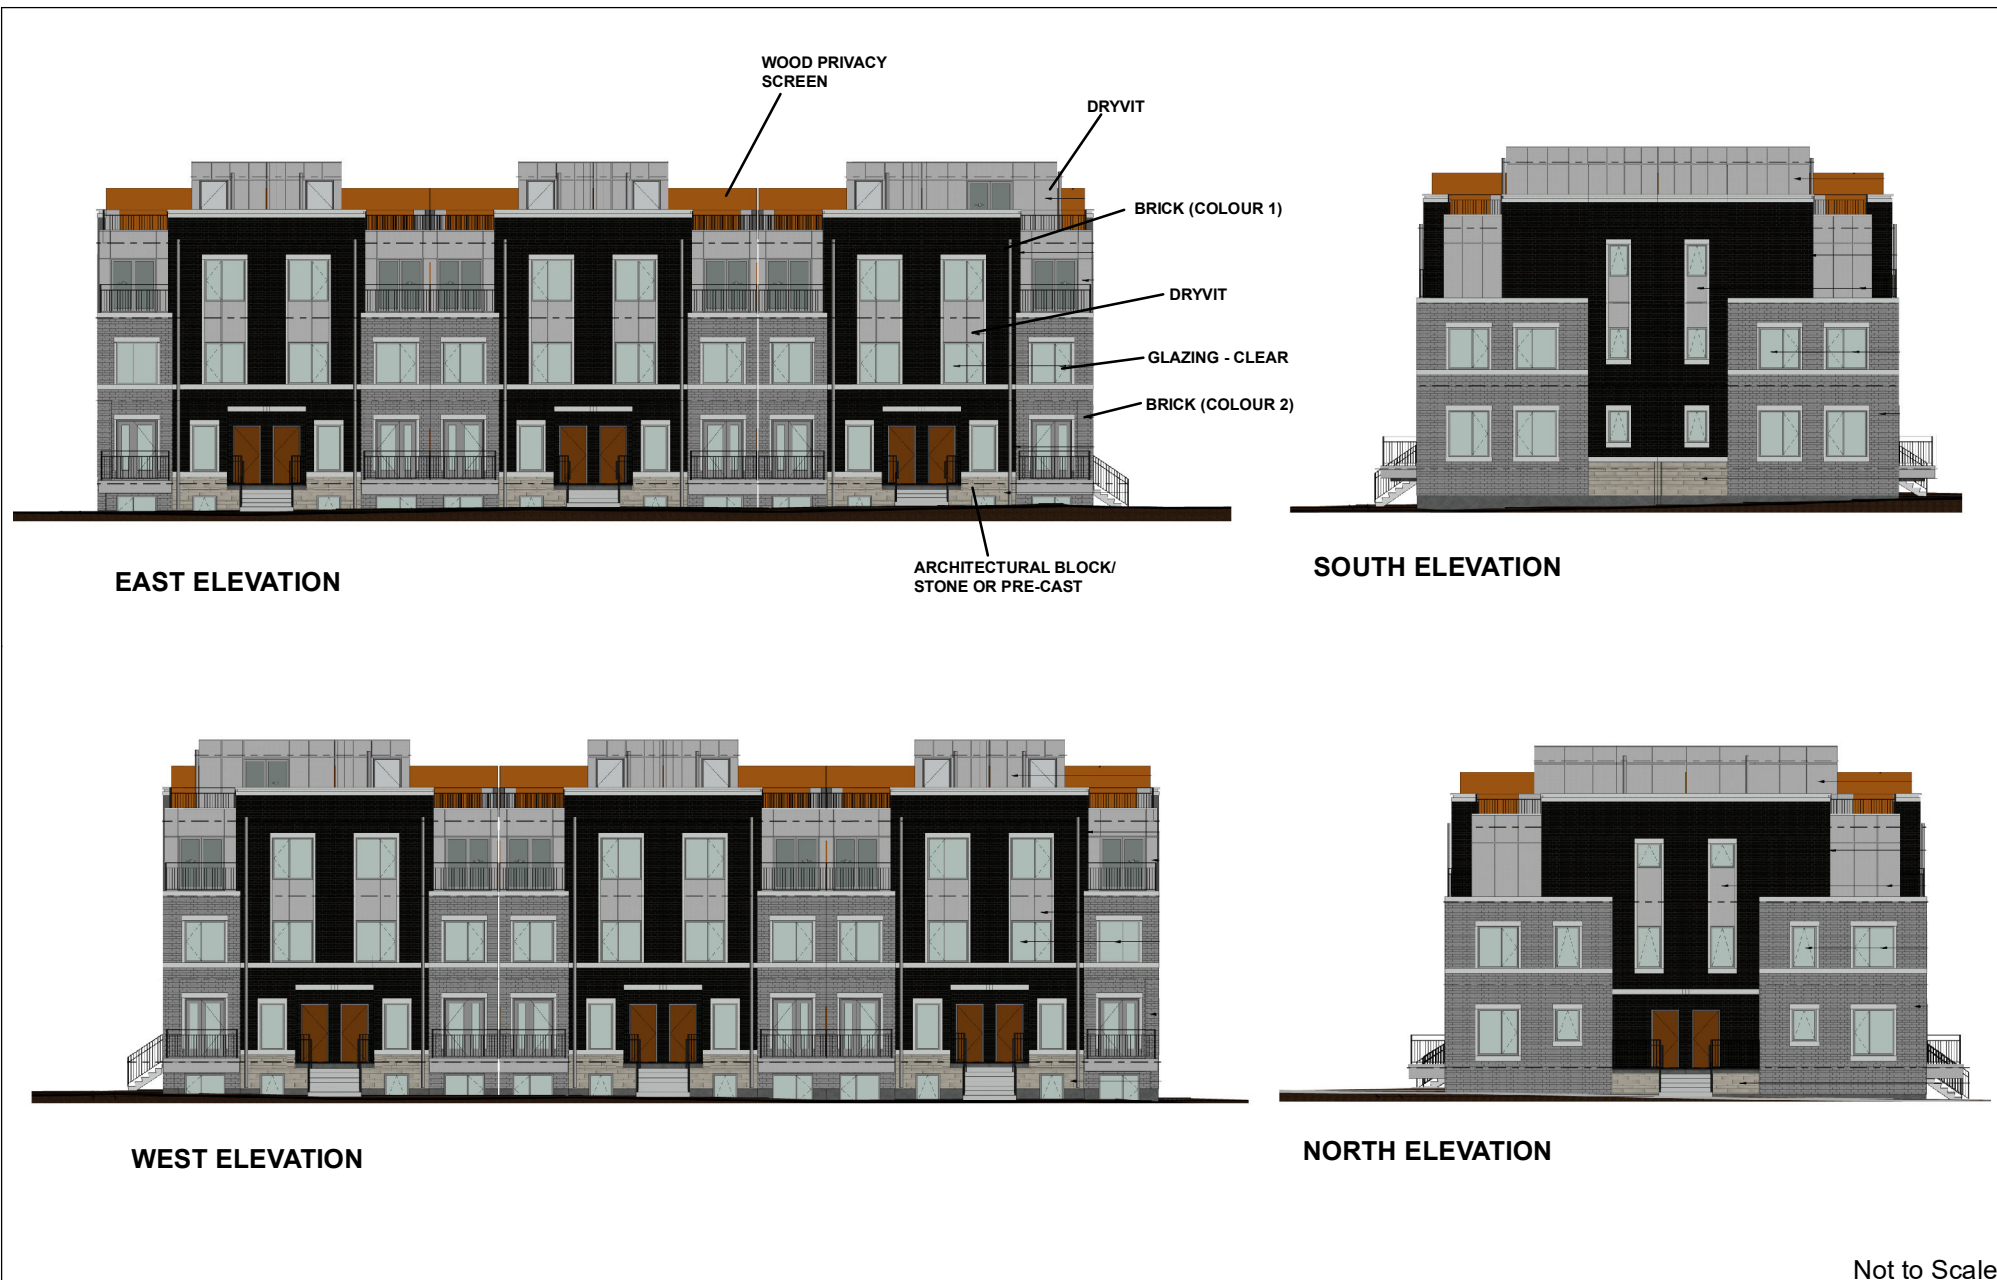 WOOD PRIVACY
SCREEN
DRYVIT
BRICK (COLOUR 1)
DRYVIT
GLAZING - CLEAR
BRICK (COLOUR 2)
ARCHITECTURAL BLOCK/
STONE OR PRE-CAST
EAST ELEVATION
SOUTH ELEVATION
WEST ELEVATION
NORTH ELEVATION
Not to Scale